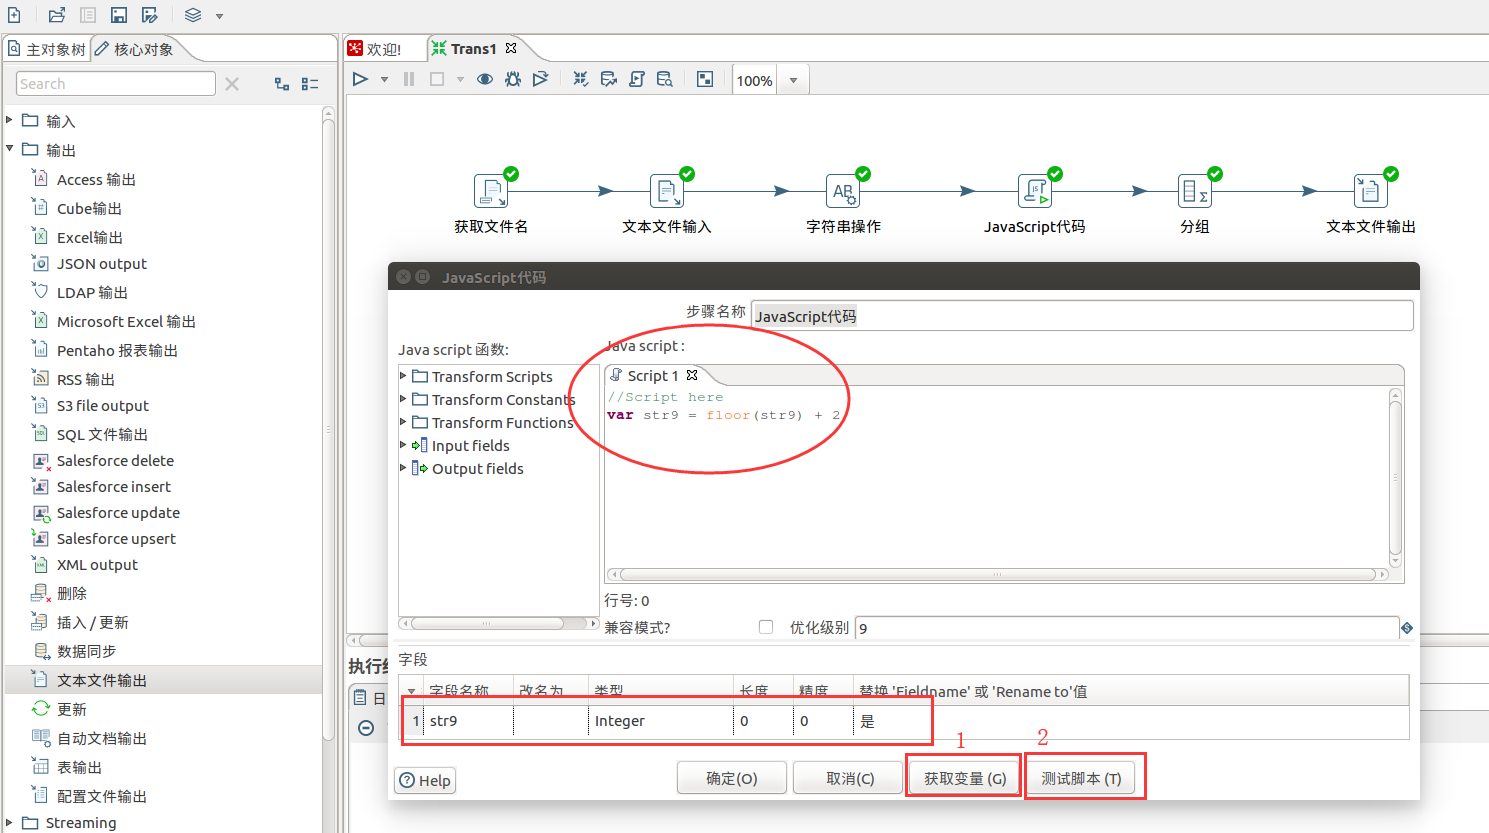 主对象树
核心对象
欢迎!
Trans1
Search
100%
输入
输出
Access 输出
Cube输出
Excel输出
JSON output
LDAP 输出
Microsoft Excel 输出
Pentaho 报表输出
RSS 输出
S3 file output
SQL 文件输出
Salesforce delete
Salesforce insert
Salesforce update
Salesforce upsert
XML output
删除
插入 / 更新
数据同步
文本文件输出
更新
自动文档输出
表输出
配置文件输出
Streaming
获取文件名
文本文件输入
字符串操作
JavaScript代码
分组
文本文件输出
JavaScript代码
步骤名称
JavaScript代码
Java script 函数:
Java script :
Transform Scripts
Transform Constants
Transform Functions
Input fields
Output fields
Script 1
//Script here
var str9 = floor(str9) + 2
行号: 0
兼容模式?
优化级别
9
字段
字段名称 改名为 类型 长度 精度 替换 'Fieldname' 或 'Rename to'值
1 str9 Integer 0 0 是
1
2
Help
确定(O)
取消(C)
获取变量 (G)
测试脚本 (T)
执行结
日